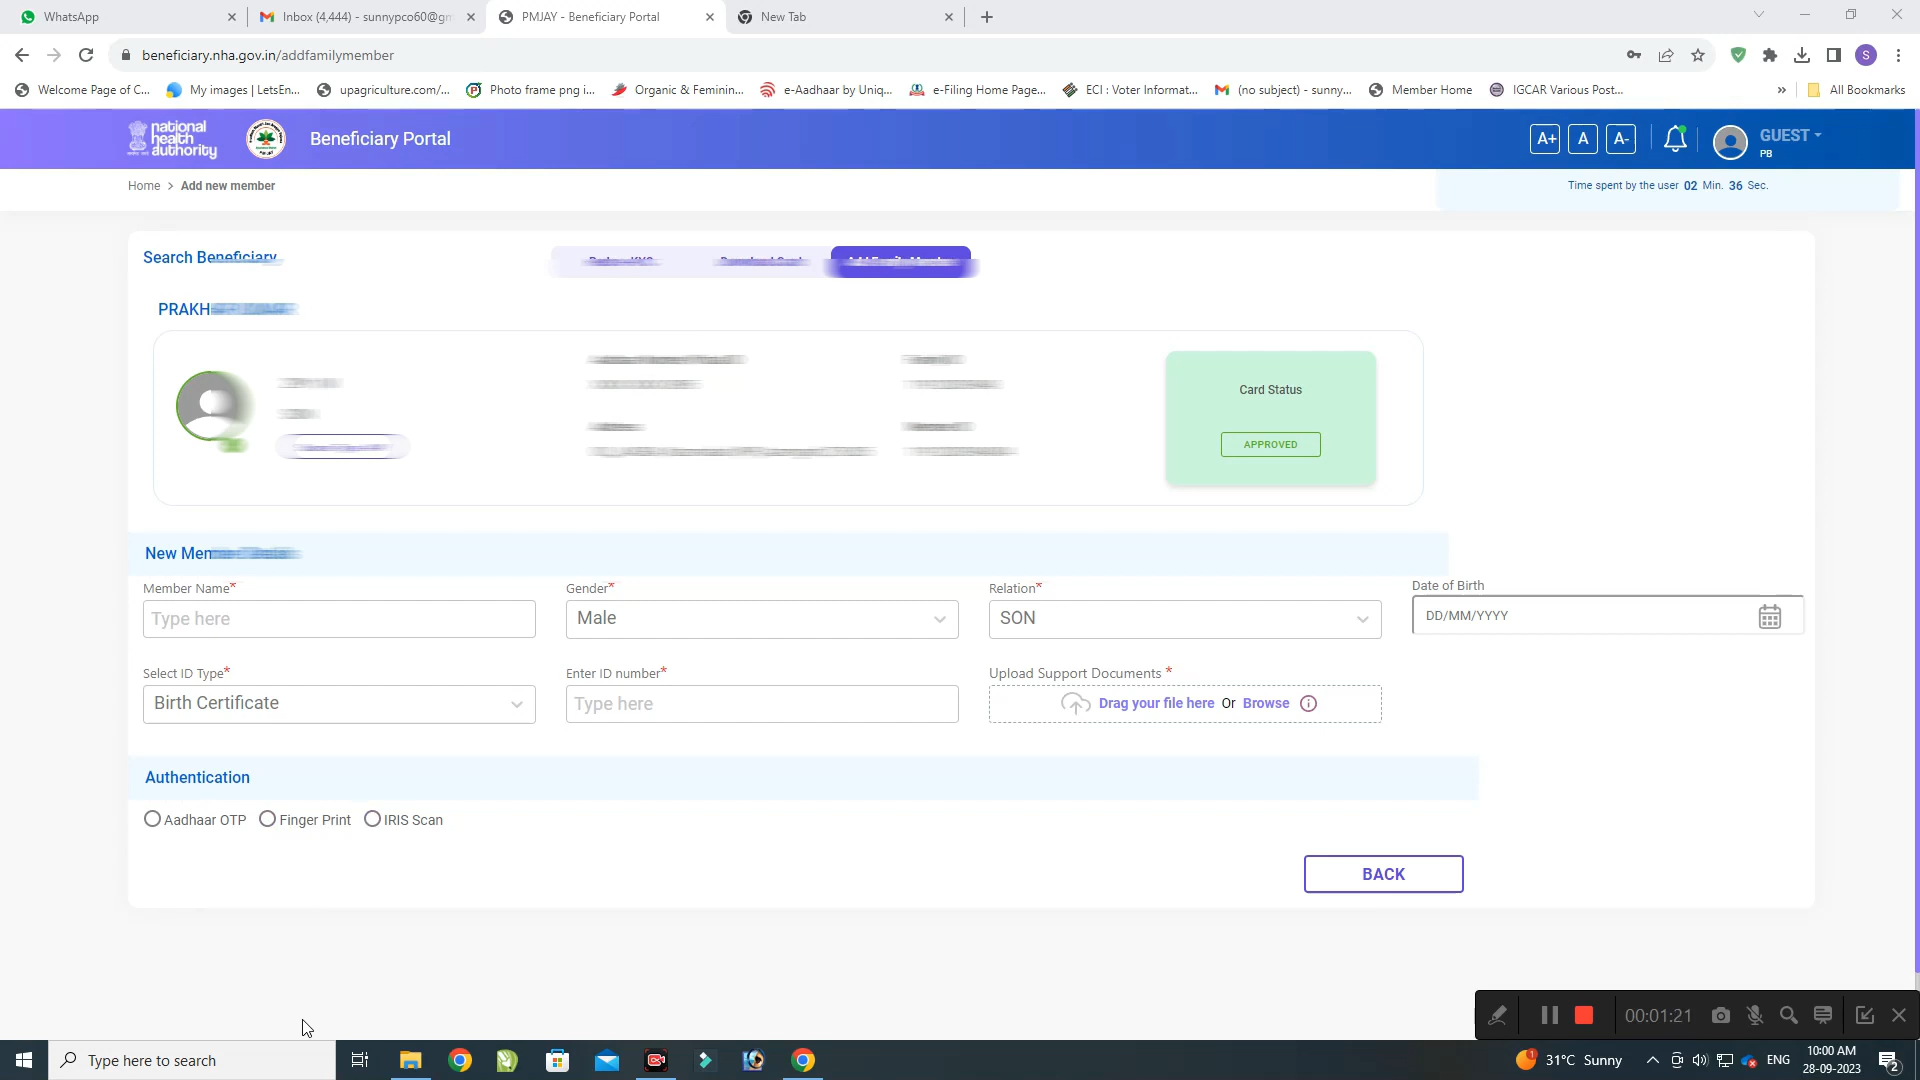 WhatsApp
Inbox (4,444) - sunnypco60@gm
PMJAY - Beneficiary Portal
New Tab
beneficiary.nha.gov.in/addfamilymember
Welcome Page of C...
My images | LetsEn...
upagriculture.com/...
Photo frame png i...
Organic & Feminin...
e-Aadhaar by Uniq...
e-Filing Home Page...
ECI : Voter Informat...
(no subject) - sunny...
Member Home
IGCAR Various Post...
»
All Bookmarks
national health authority
Beneficiary Portal
A+
A
A-
S
GUEST
PB
Home > Add new member
Time spent by the user 02 Min. 36 Sec.
Search Beneficiary
PRAKH
Card Status
APPROVED
New Mem
Member Name*
Gender*
Relation*
Date of Birth
Type here
Male
SON
DD/MM/YYYY
Select ID Type*
Enter ID number*
Upload Support Documents *
Birth Certificate
Type here
Drag your file here Or Browse
Authentication
Aadhaar OTP
Finger Print
IRIS Scan
BACK
00:01:21
Type here to search
31°C Sunny
ENG
10:00 AM
28-09-2023
2